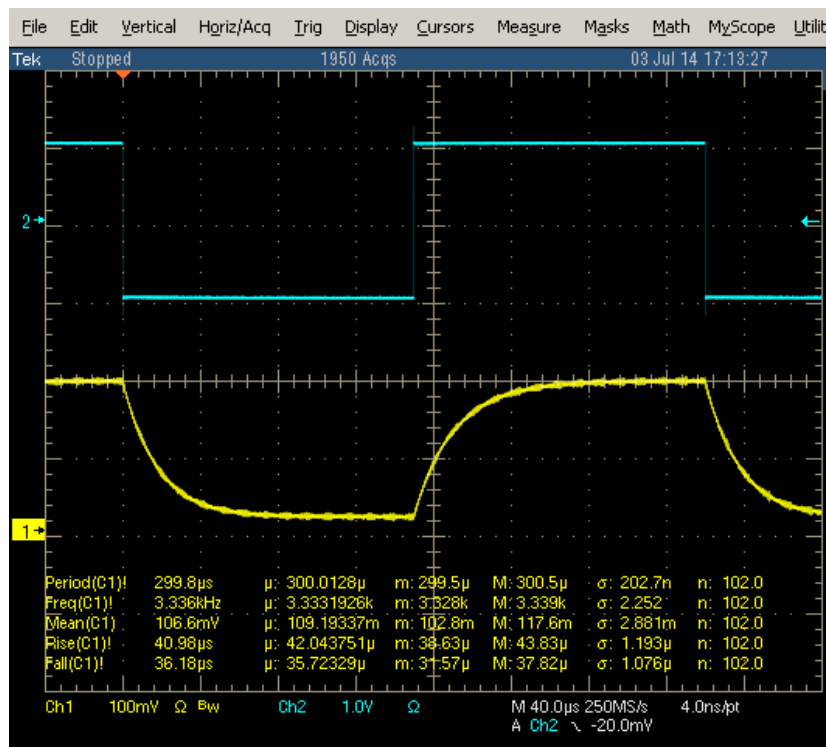 File Edit Vertical Horiz/Acq Trig Display Cursors Measure Masks Math MyScope Utilit
Tek Stopped 1950 Acqs 03 Jul 14 17:13:27
2
1
Period(C1)! 299.8µs µ: 300.0128µ m: 299.5µ M: 300.5µ σ: 202.7n n: 102.0
Freq(C1)! 3.336kHz µ: 3.3331926k m: 3.328k M: 3.339k σ: 2.252 n: 102.0
Mean(C1) 106.6mV µ: 109.19337m m: 102.8m M: 117.6m σ: 2.881m n: 102.0
Rise(C1)! 40.98µs µ: 42.043751µ m: 38.63µ M: 43.83µ σ: 1.193µ n: 102.0
Fall(C1)! 36.18µs µ: 35.72329µ m: 31.57µ M: 37.82µ σ: 1.076µ n: 102.0
Ch1 100mV Ω BW Ch2 1.0V Ω M 40.0µs 250MS/s 4.0ns/pt
A Ch2 -20.0mV